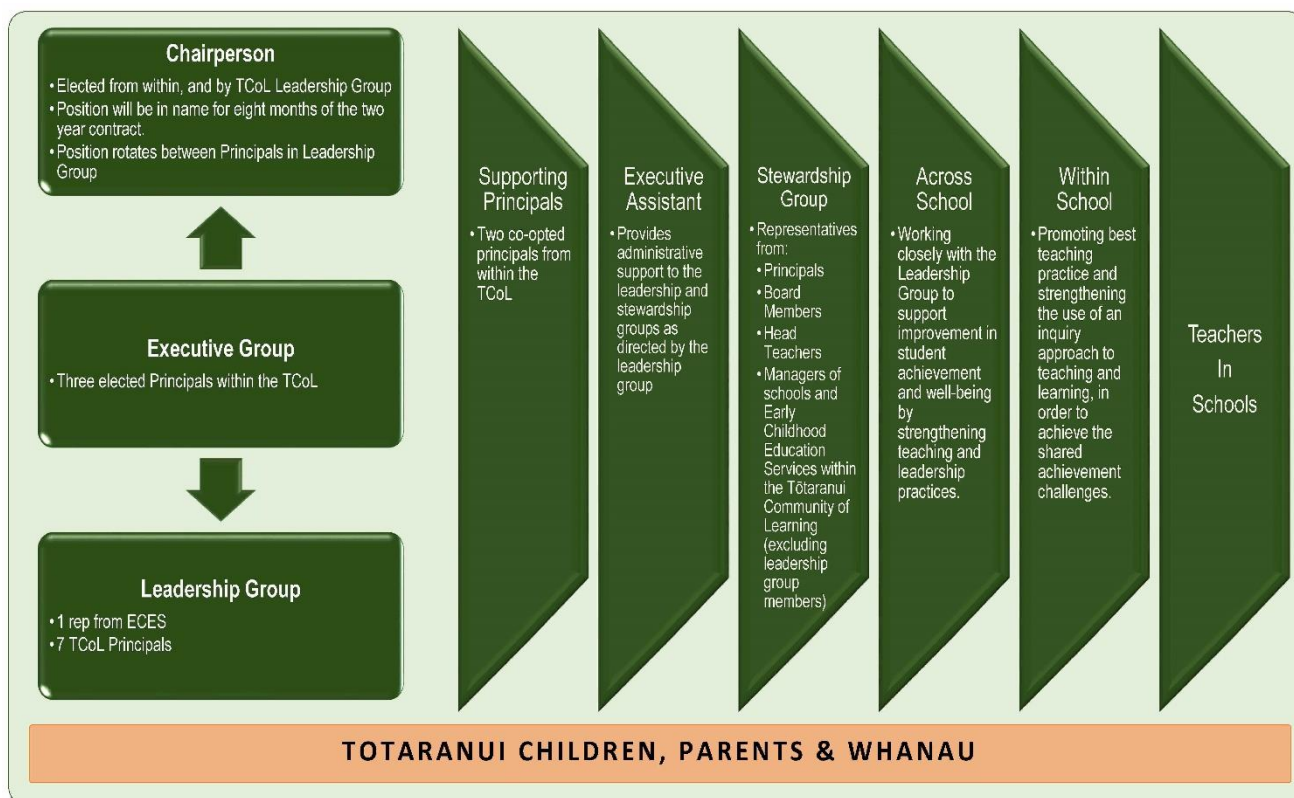 Chairperson
• Elected from within, and by TCoL Leadership Group
• Position will be in name for eight months of the two
year contract.
• Position rotates between Principals in Leadership
Group
Executive Group
• Three elected Principals within the TCoL
Leadership Group
• 1 rep from ECES
• 7 TCoL Principals
Supporting
Principals
• Two co-opted
principals from
within the
TCoL
Executive
Assistant
• Provides
administrative
support to the
leadership and
stewardship
groups as
directed by the
leadership
group
Stewardship
Group
• Representatives
from:
• Principals
• Board
Members
• Head
Teachers
• Managers of
schools and
Early
Childhood
Education
Services within
the Tōtaranui
Community of
Learning
(excluding
leadership
group
members)
Across
School
• Working
closely with the
Leadership
Group to
support
improvement in
student
achievement
and well-being
by
strengthening
teaching and
leadership
practices.
Within
School
• Promoting best
teaching
practice and
strengthening
the use of an
inquiry
approach to
teaching and
learning, in
order to
achieve the
shared
achievement
challenges.
Teachers
In
Schools
TOTARANUI CHILDREN, PARENTS & WHANAU